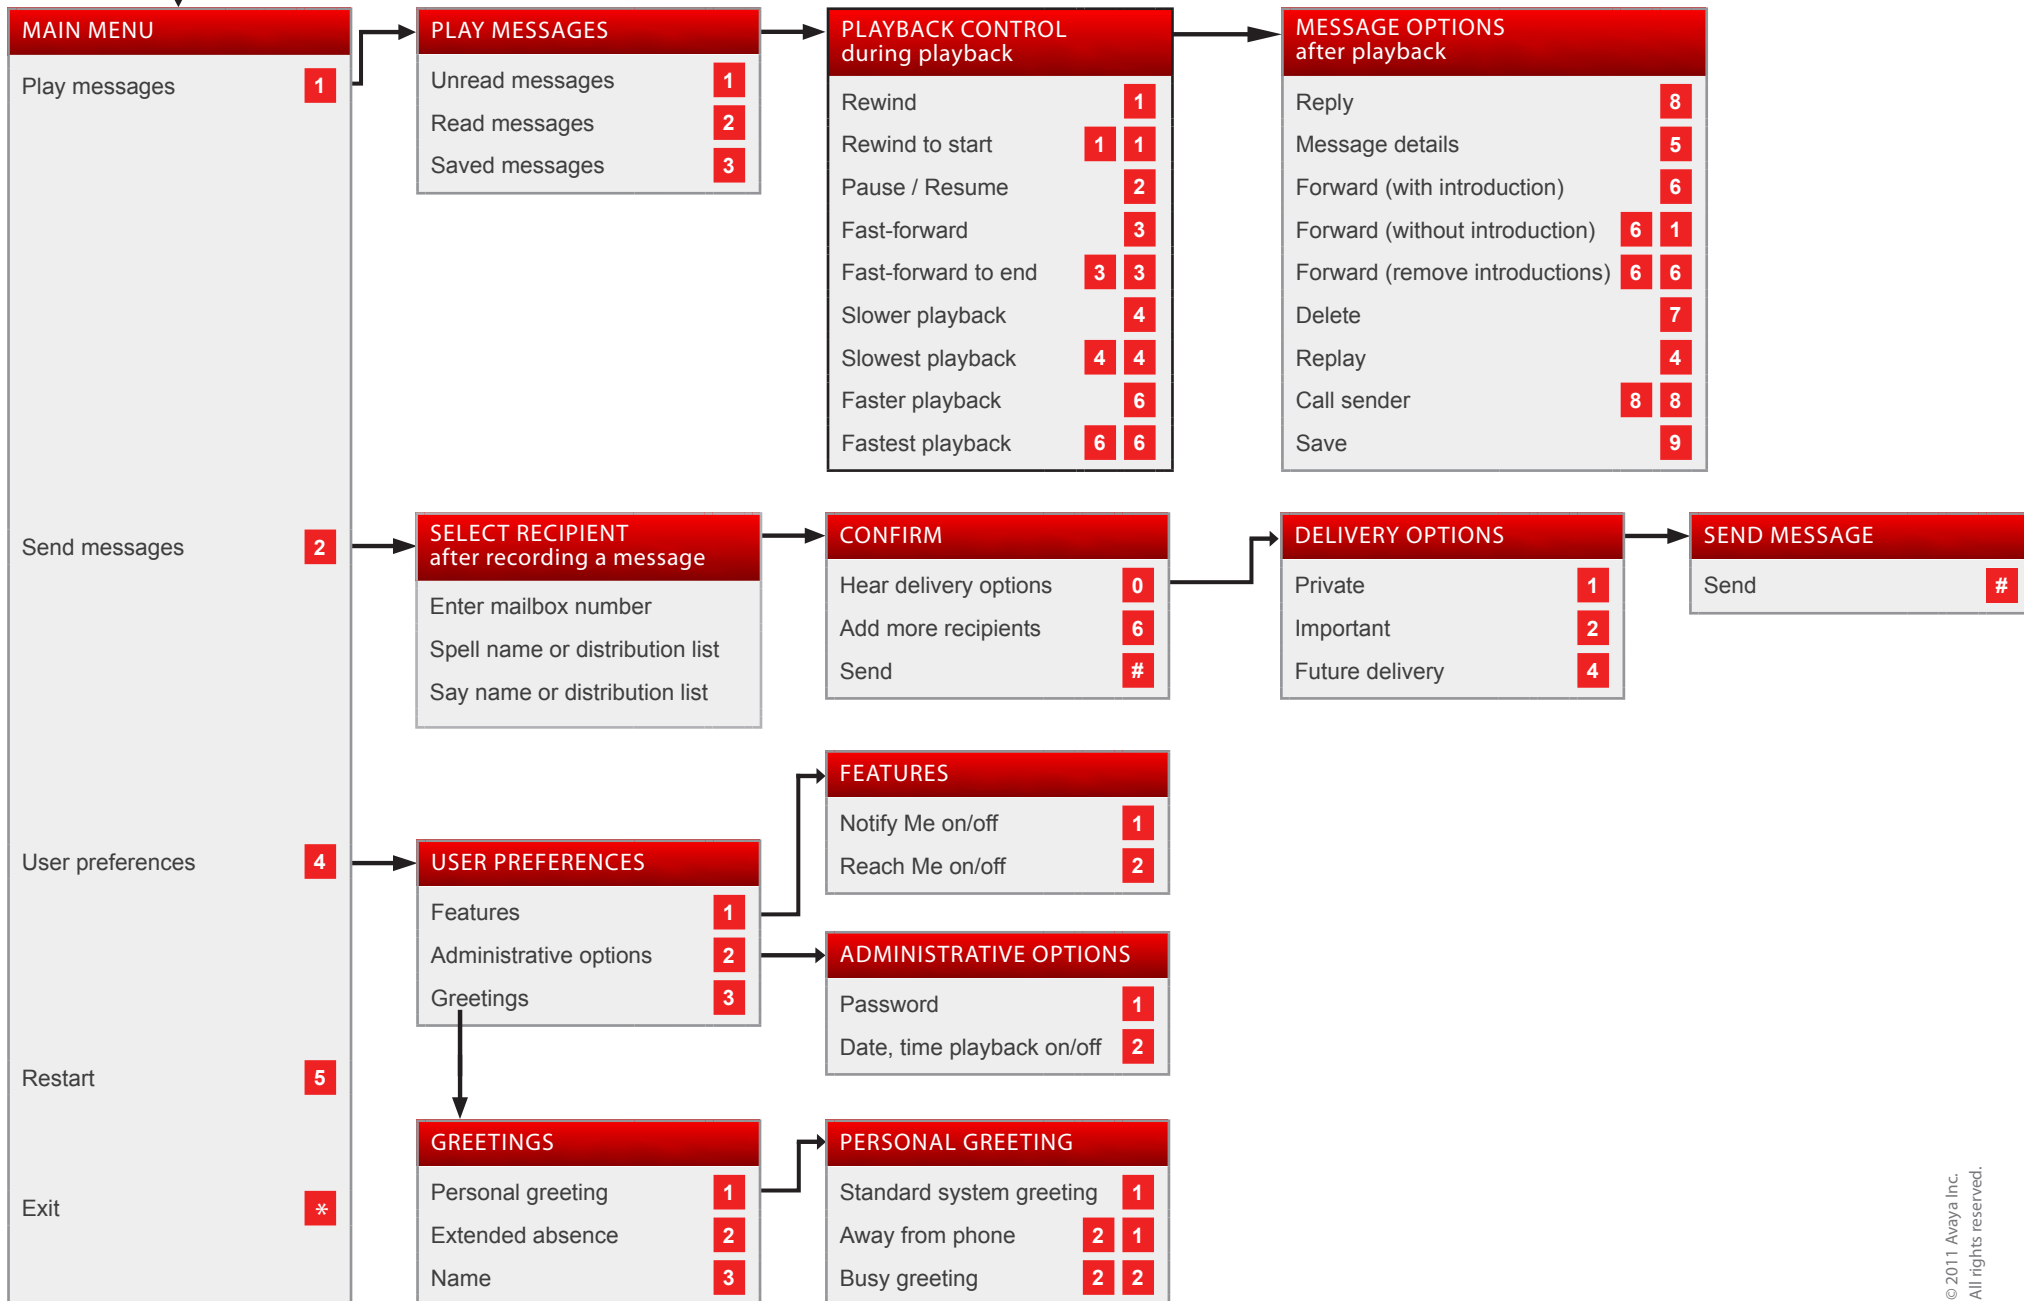 MAIN MENU
Play messages 1
Send messages 2
User preferences 4
Restart 5
Exit *
PLAY MESSAGES
Unread messages 1
Read messages 2
Saved messages 3
PLAYBACK CONTROL
during playback
Rewind 1
Rewind to start 1 1
Pause / Resume 2
Fast-forward 3
Fast-forward to end 3 3
Slower playback 4
Slowest playback 4 4
Faster playback 6
Fastest playback 6 6
MESSAGE OPTIONS
after playback
Reply 8
Message details 5
Forward (with introduction) 6
Forward (without introduction) 6 1
Forward (remove introductions) 6 6
Delete 7
Replay 4
Call sender 8 8
Save 9
SELECT RECIPIENT
after recording a message
Enter mailbox number
Spell name or distribution list
Say name or distribution list
CONFIRM
Hear delivery options 0
Add more recipients 6
Send #
DELIVERY OPTIONS
Private 1
Important 2
Future delivery 4
SEND MESSAGE
Send #
USER PREFERENCES
Features 1
Administrative options 2
Greetings 3
FEATURES
Notify Me on/off 1
Reach Me on/off 2
ADMINISTRATIVE OPTIONS
Password 1
Date, time playback on/off 2
GREETINGS
Personal greeting 1
Extended absence 2
Name 3
PERSONAL GREETING
Standard system greeting 1
Away from phone 2 1
Busy greeting 2 2
© 2011 Avaya Inc.
All rights reserved.